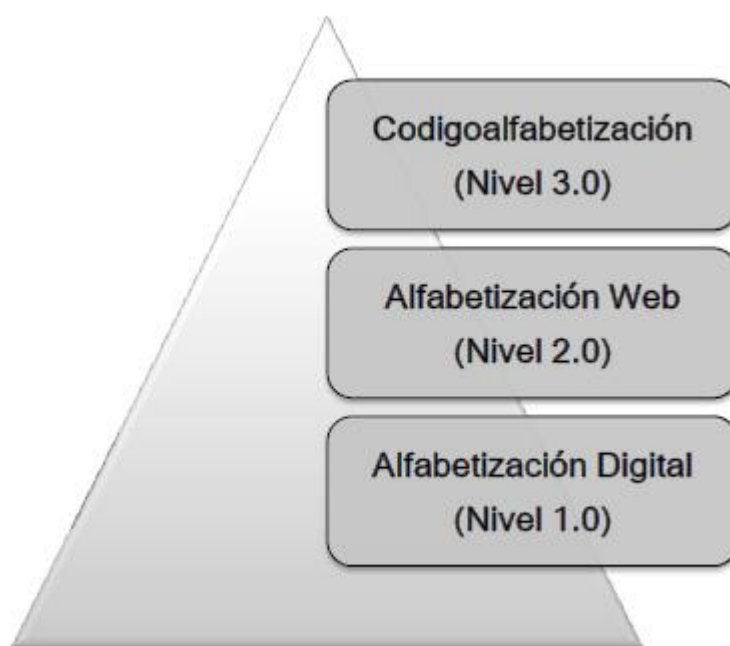 Codigoalfabetización
(Nivel 3.0)
Alfabetización Web
(Nivel 2.0)
Alfabetización Digital
(Nivel 1.0)